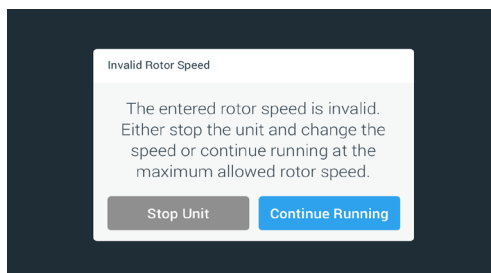 Invalid Rotor Speed
The entered rotor speed is invalid.
Either stop the unit and change the
speed or continue running at the
maximum allowed rotor speed.
Stop Unit
Continue Running